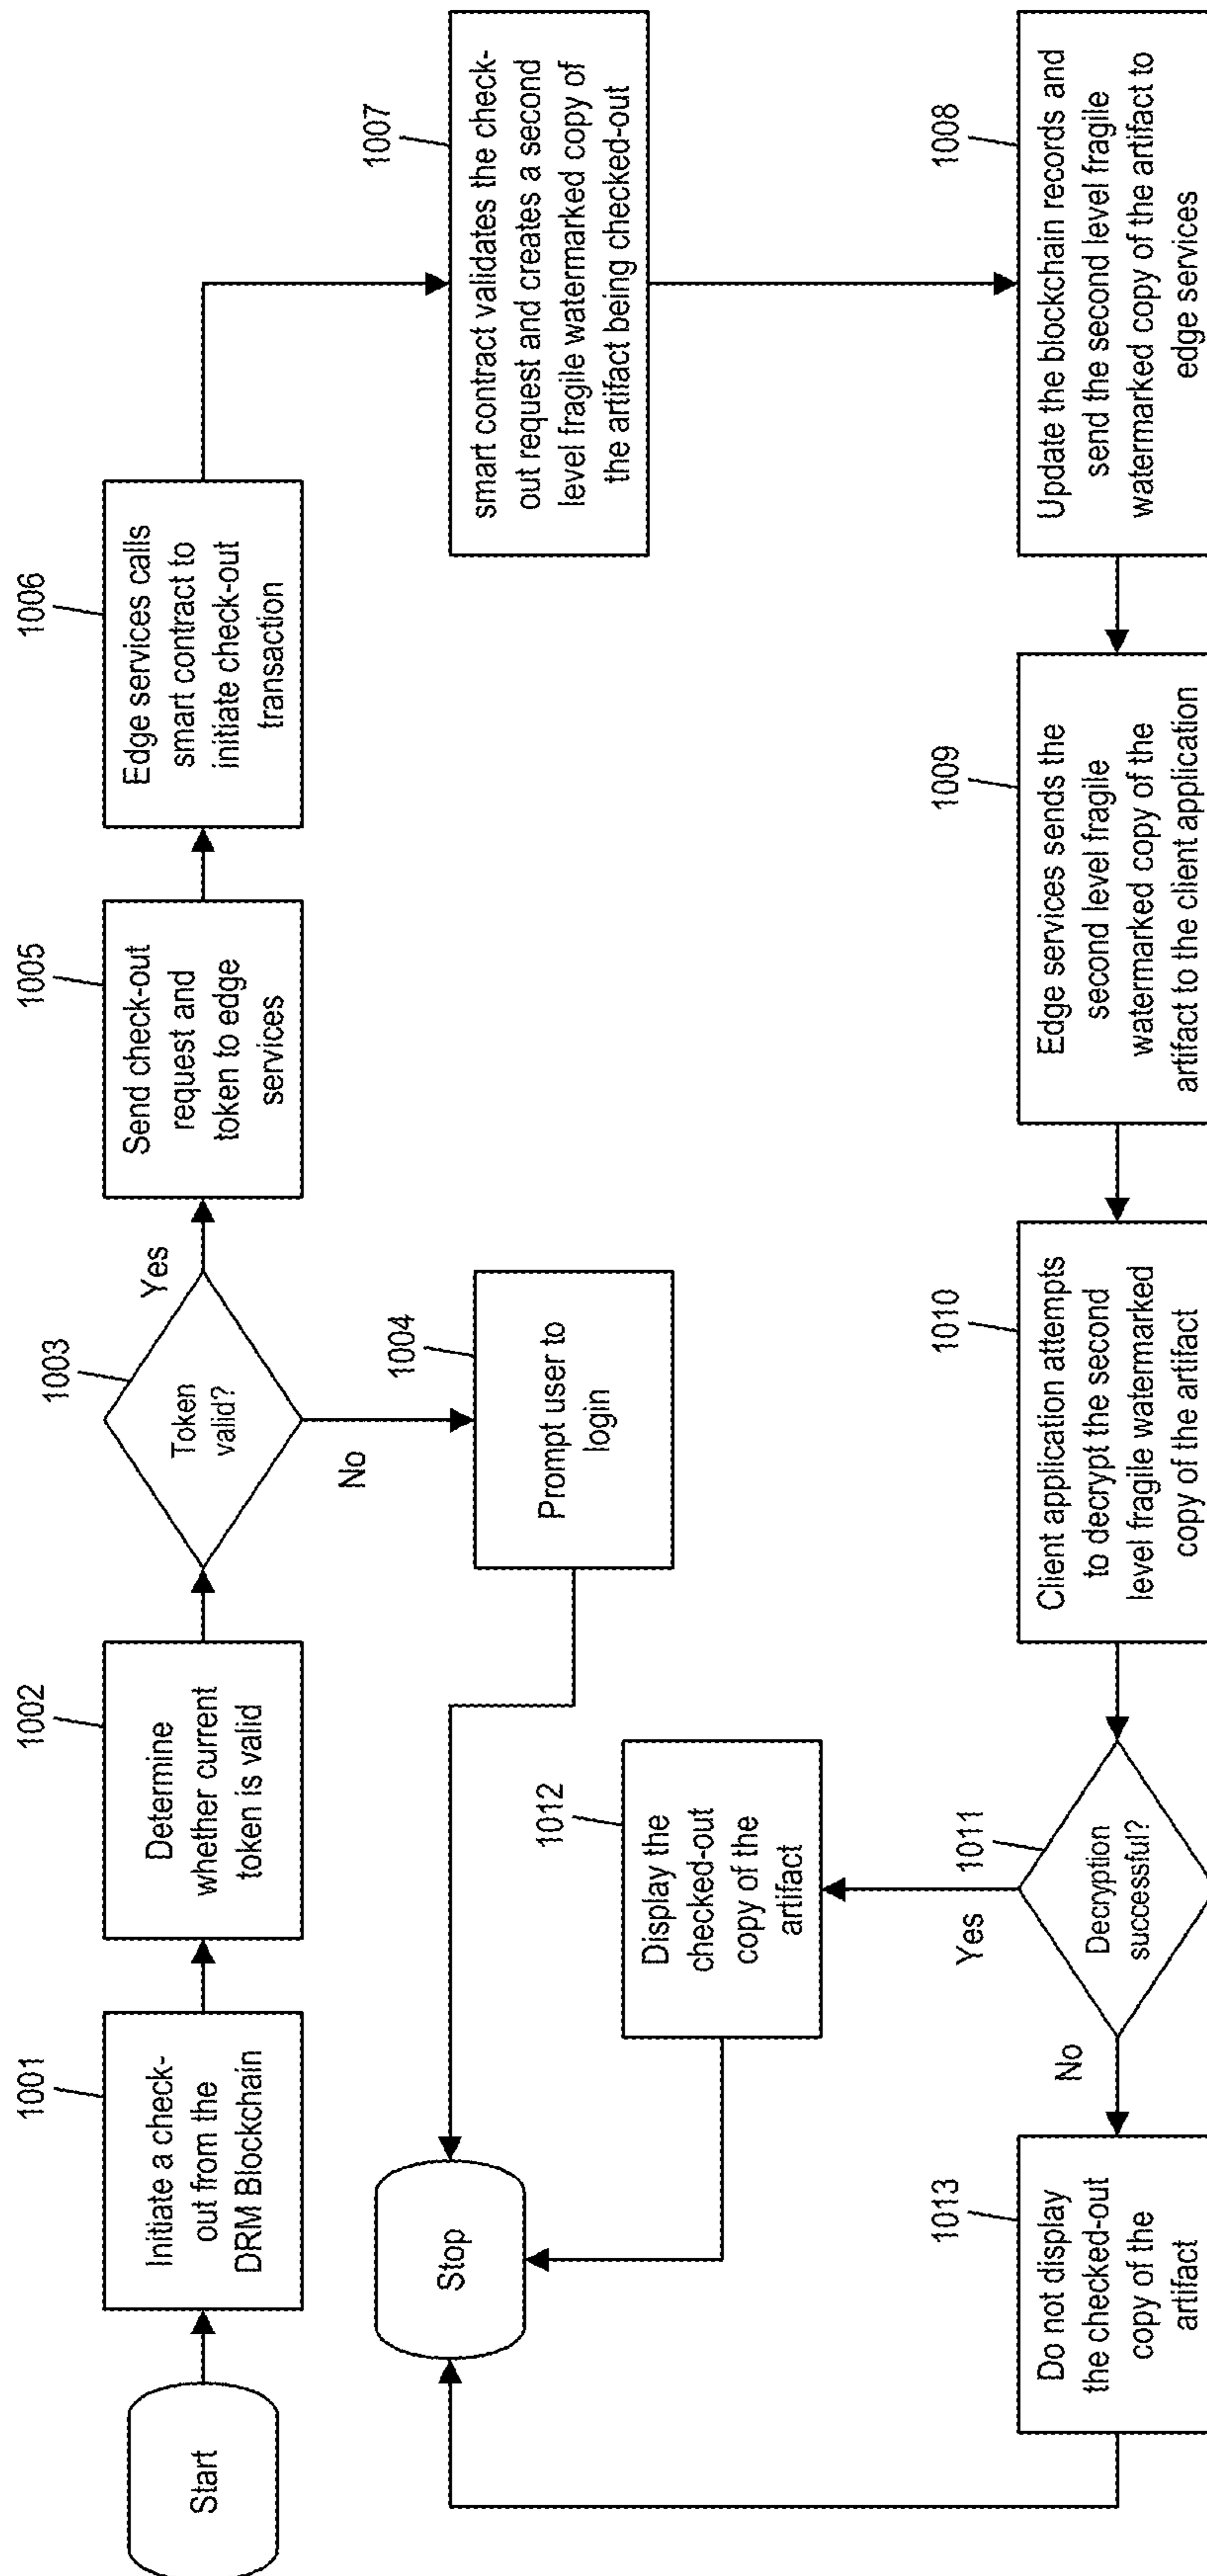 Start
1001
Initiate a check-
out from the
DRM Blockchain
1002
Determine
whether current
token is valid
1003
Token
valid?
Yes
No
1004
Prompt user to
login
1005
Send check-out
request and
token to edge
services
1006
Edge services calls
smart contract to
initiate check-out
transaction
1007
smart contract validates the check-
out request and creates a second
level fragile watermarked copy of
the artifact being checked-out
1008
Update the blockchain records and
send the second level fragile
watermarked copy of the artifact to
edge services
1009
Edge services sends the
second level fragile
watermarked copy of the
artifact to the client application
1010
Client application attempts
to decrypt the second
level fragile watermarked
copy of the artifact
1011
Decryption
successful?
Yes
No
1012
Display the
checked-out
copy of the
artifact
1013
Do not display
the checked-out
copy of the
artifact
Stop